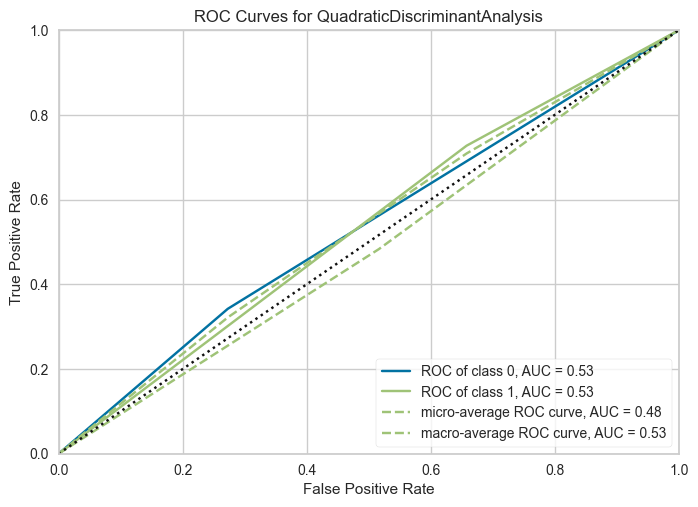 ROC Curves for QuadraticDiscriminantAnalysis
1.0
0.8
0.6
0.4
0.2
0.0
True Positive Rate
ROC of class 0, AUC = 0.53
ROC of class 1, AUC = 0.53
micro-average ROC curve, AUC = 0.48
macro-average ROC curve, AUC = 0.53
0.0 0.2 0.4 0.6 0.8 1.0
False Positive Rate